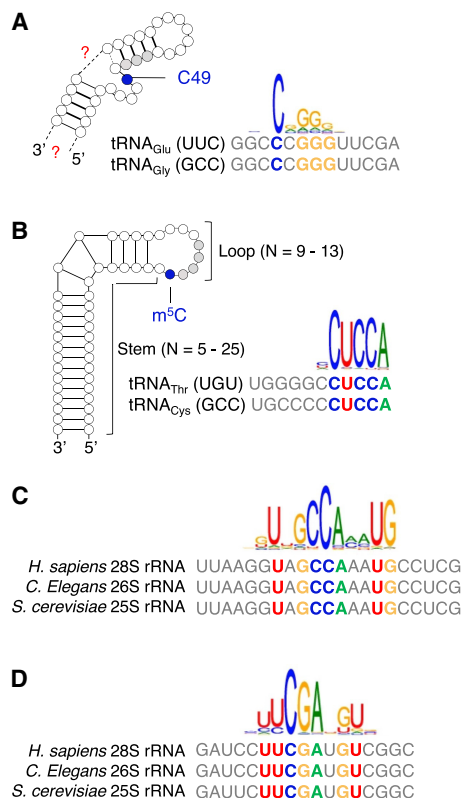 A
?
C49
3' ? 5'
tRNAGlu (UUC) GGCCCGGGUUCGA
tRNAGly (GCC) GGCCCGGGUUCGA
B
Loop (N = 9 - 13)
m5C
Stem (N = 5 - 25)
CUCCA
tRNAThr (UGU) UGGGGCCUCCA
tRNACys (GCC) UGCCCCCUCCA
3' 5'
C
H. sapiens 28S rRNA UUAAGGUAGCCAAAUGCCUCG
C. Elegans 26S rRNA UUAAGGUAGCCAAAUGCCUCG
S. cerevisiae 25S rRNA UUAAGGUAGCCAAAUGCCUCG
D
H. sapiens 28S rRNA GAUCCUUCGAUGUCGGC
C. Elegans 26S rRNA GAUCCUUCGAUGUCGGC
S. cerevisiae 25S rRNA GAUUCUUCGAUGUCGGC